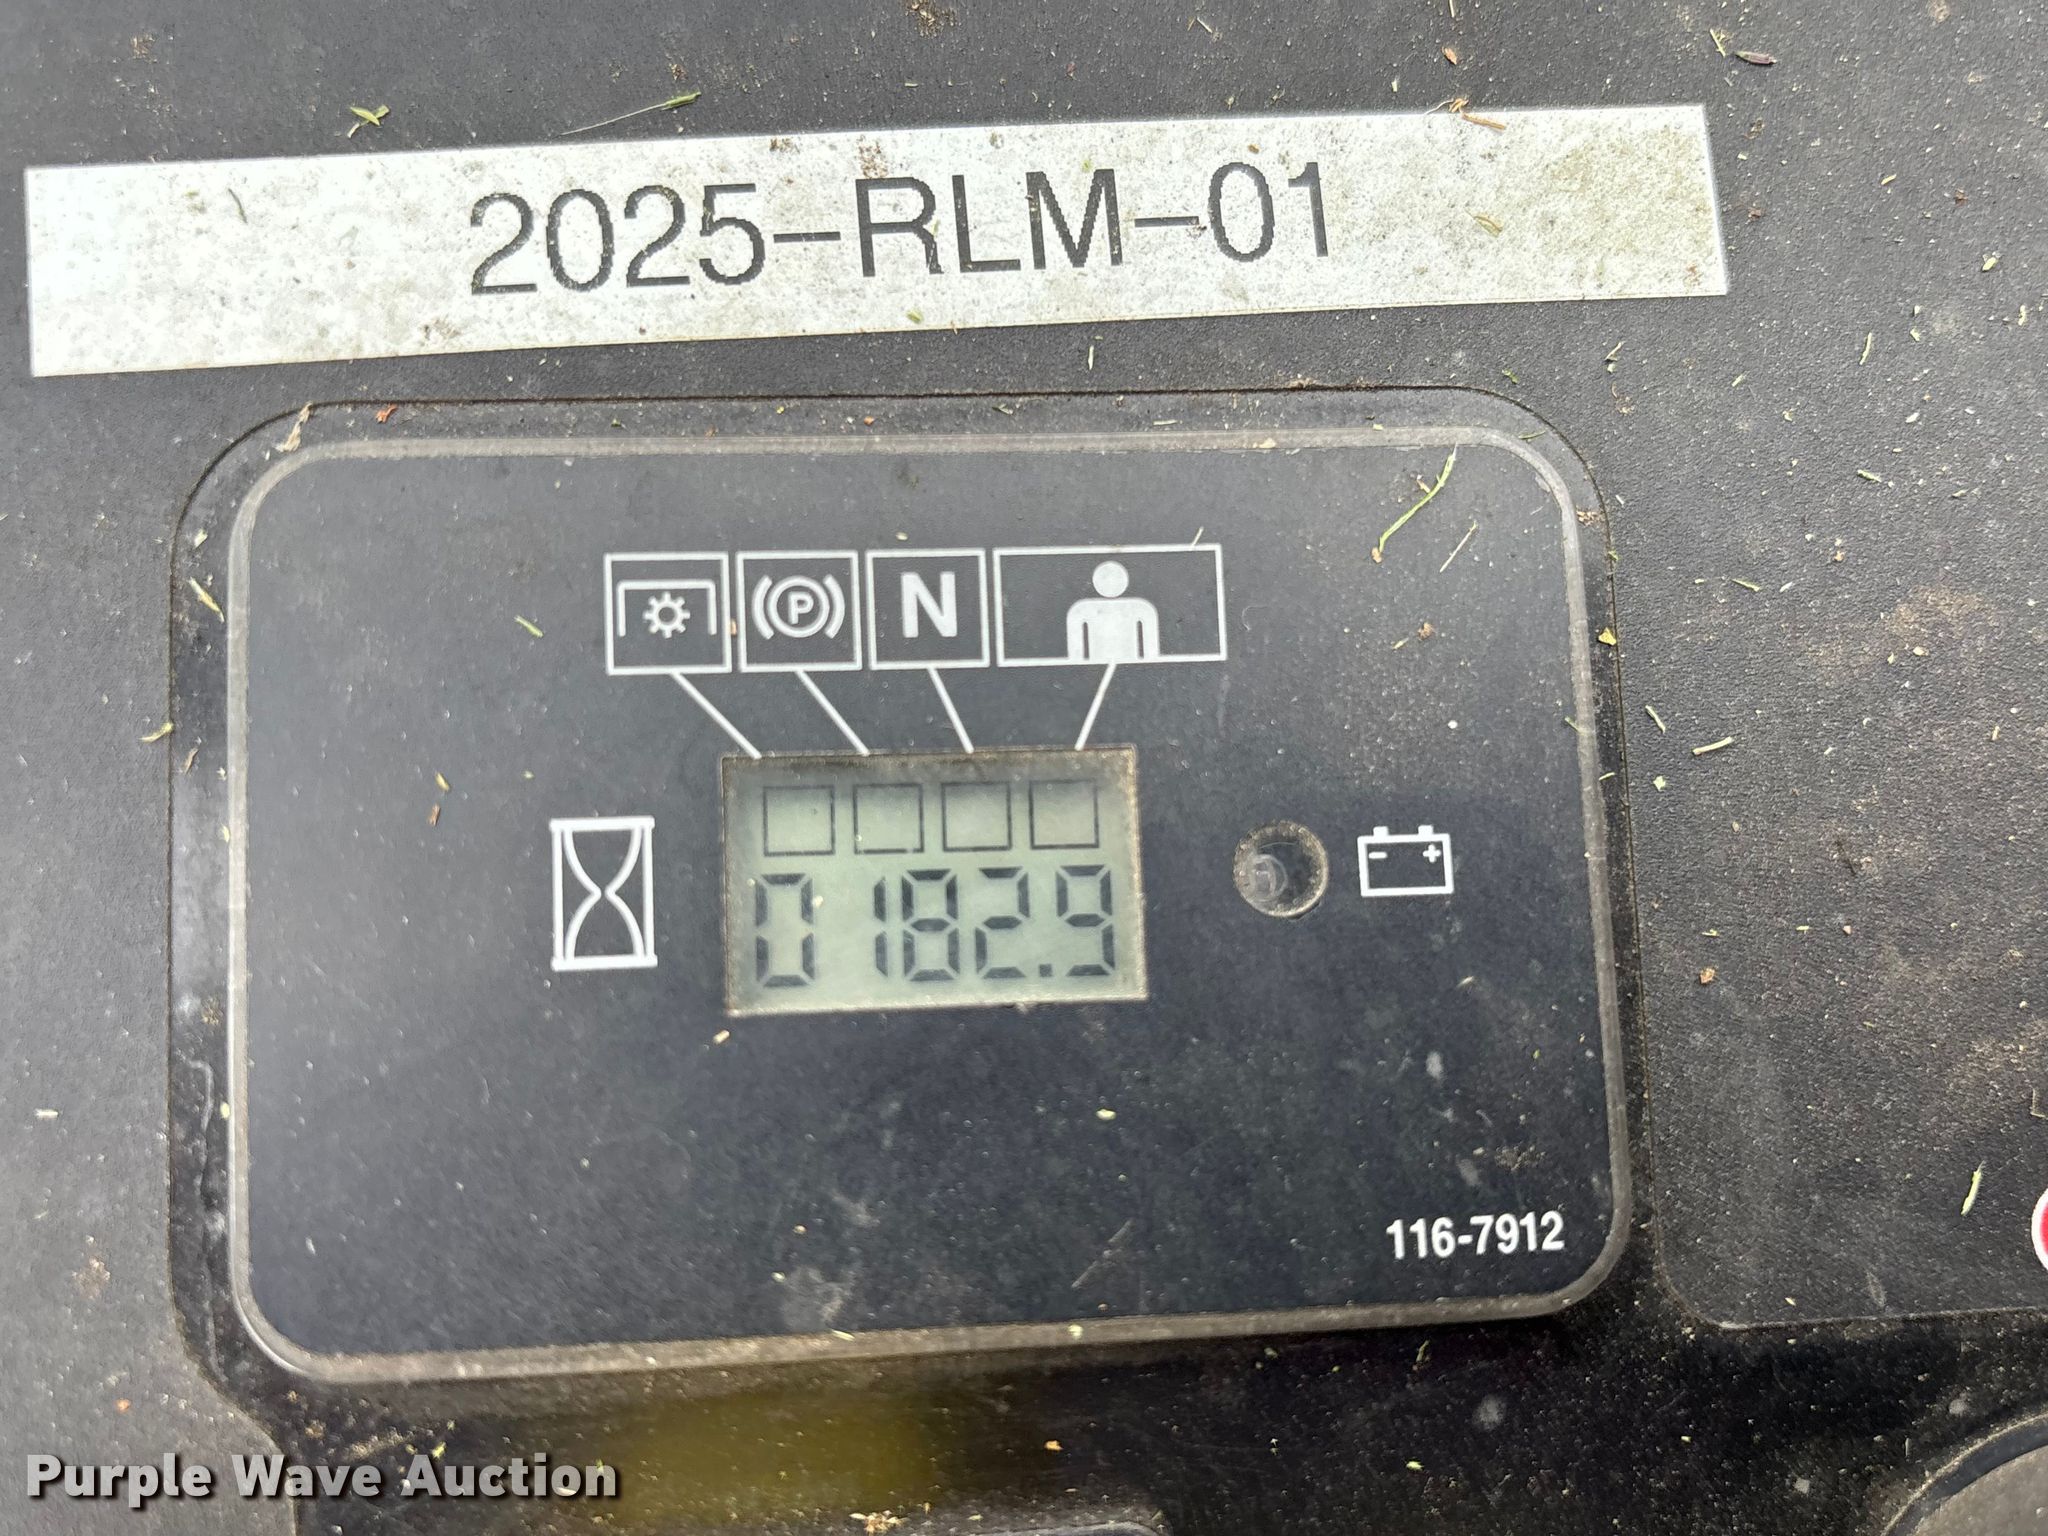 2025-RLM-01
P N
0182.9
- +
116-7912
Purple Wave Auction